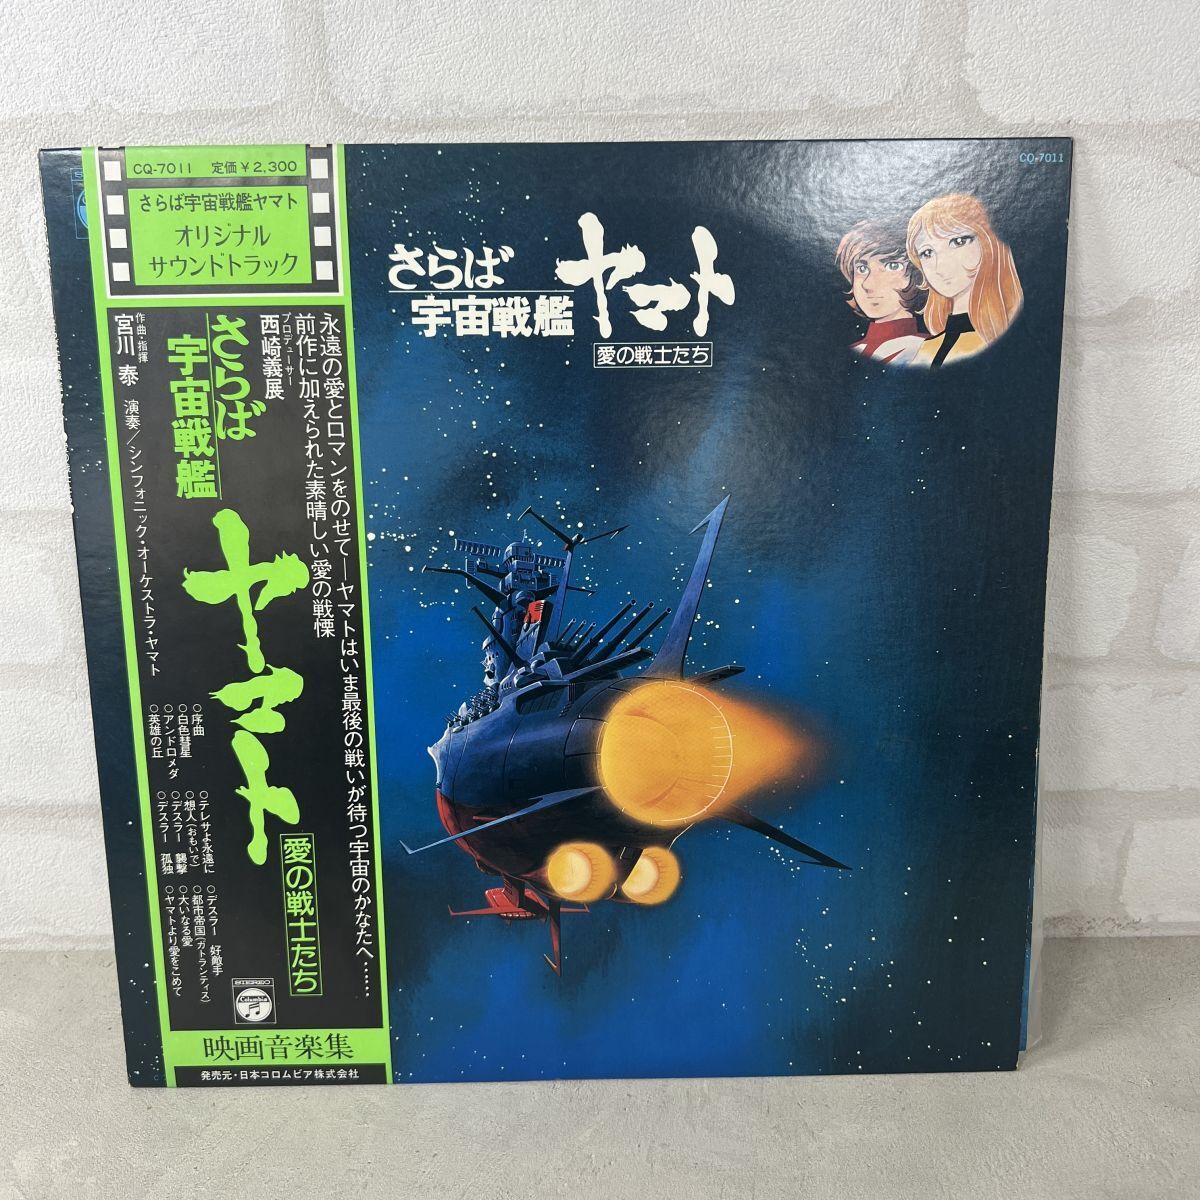 CQ-7011 定価¥2,300
さらば宇宙戦艦ヤマト
オリジナル
サウンドトラック
永遠の愛とロマンをのせて―ヤマトはいま最後の戦いが待つ宇宙のかなたへ……
前作に加えられた素晴しい愛の戦慄
プロデューサー
西崎義展
さらば
宇宙戦艦
ヤマト
愛の戦士たち
作曲・指揮
宮川 泰 演奏/シンフォニック・オーケストラ・ヤマト
○序曲
○白色彗星
○アンドロメダ
○英雄の丘
○テレサよ永遠に
○想人(おもいで)
○デスラー 襲撃
○デスラー 孤独
○デスラー 好敵手
○都市帝国(ガトランティス)
○大いなる愛
○ヤマトより愛をこめて
STEREO
Columbia
映画音楽集
発売元・日本コロムビア株式会社
CQ-7011
さらば
宇宙戦艦
ヤマト
愛の戦士たち